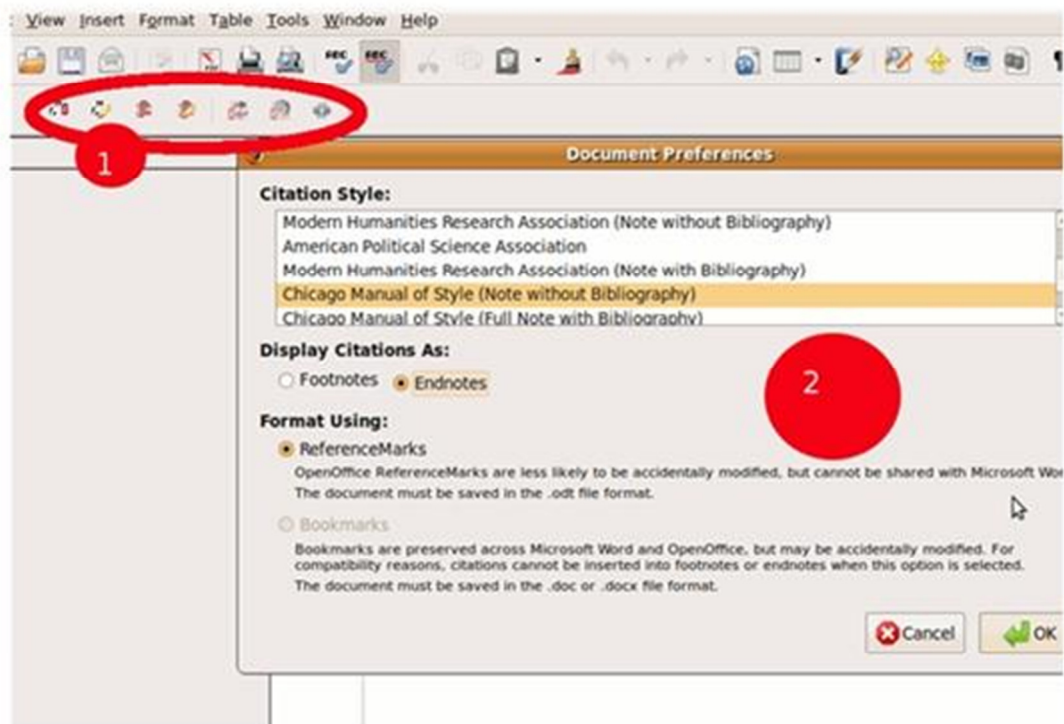 View Insert Format Table Tools Window Help
1
Document Preferences
Citation Style:
Modern Humanities Research Association (Note without Bibliography)
American Political Science Association
Modern Humanities Research Association (Note with Bibliography)
Chicago Manual of Style (Note without Bibliography)
Chicago Manual of Style (Full Note with Bibliography)
Display Citations As:
Footnotes Endnotes
2
Format Using:
ReferenceMarks
OpenOffice ReferenceMarks are less likely to be accidentally modified, but cannot be shared with Microsoft Wor
The document must be saved in the .odt file format.
Bookmarks
Bookmarks are preserved across Microsoft Word and OpenOffice, but may be accidentally modified. For
compatibility reasons, citations cannot be inserted into footnotes or endnotes when this option is selected.
The document must be saved in the .doc or .docx file format.
Cancel OK